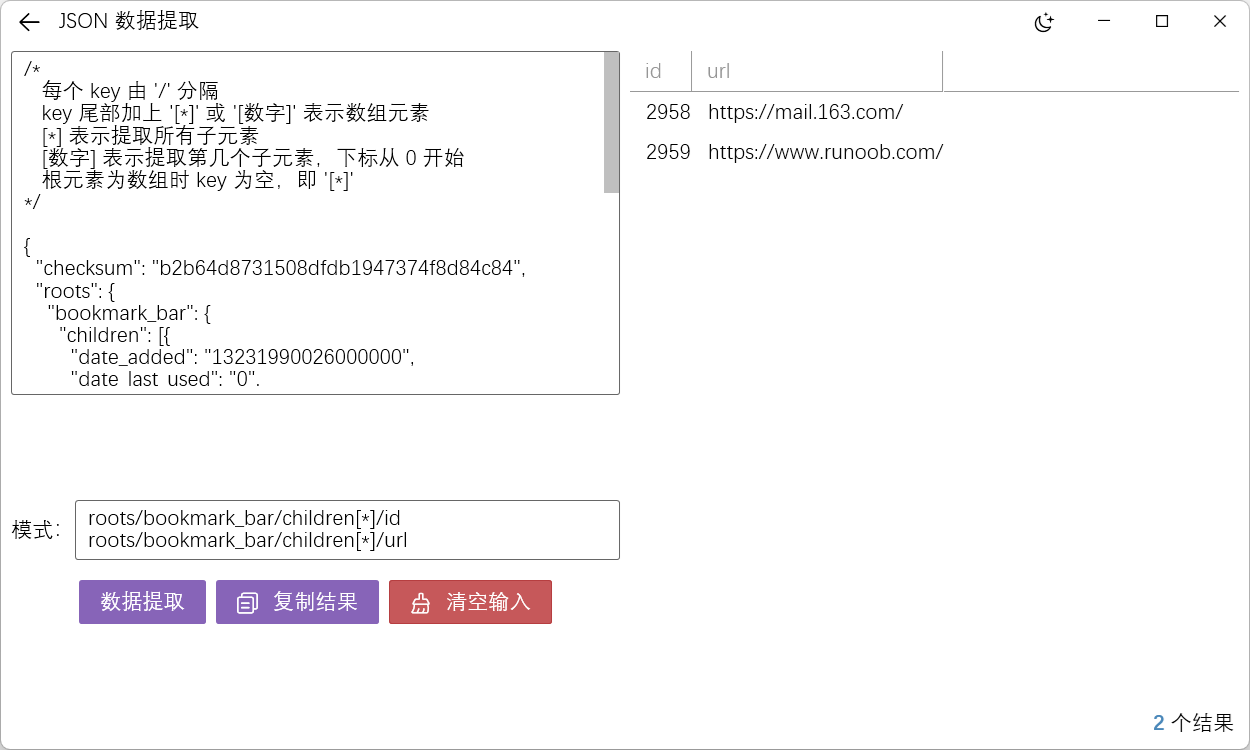 JSON 数据提取
/*
每个 key 由 '/' 分隔
key 尾部加上 '[*]' 或 '[数字]' 表示数组元素
[*] 表示提取所有子元素
[数字] 表示提取第几个子元素，下标从 0 开始
根元素为数组时 key 为空，即 '[*]'
*/
{
"checksum": "b2b64d8731508dfdb1947374f8d84c84",
"roots": {
"bookmark_bar": {
"children": [{
"date_added": "13231990026000000",
"date_last_used": "0",
模式：
roots/bookmark_bar/children[*]/id
roots/bookmark_bar/children[*]/url
数据提取 复制结果 清空输入
id url
2958 https://mail.163.com/
2959 https://www.runoob.com/
2 个结果